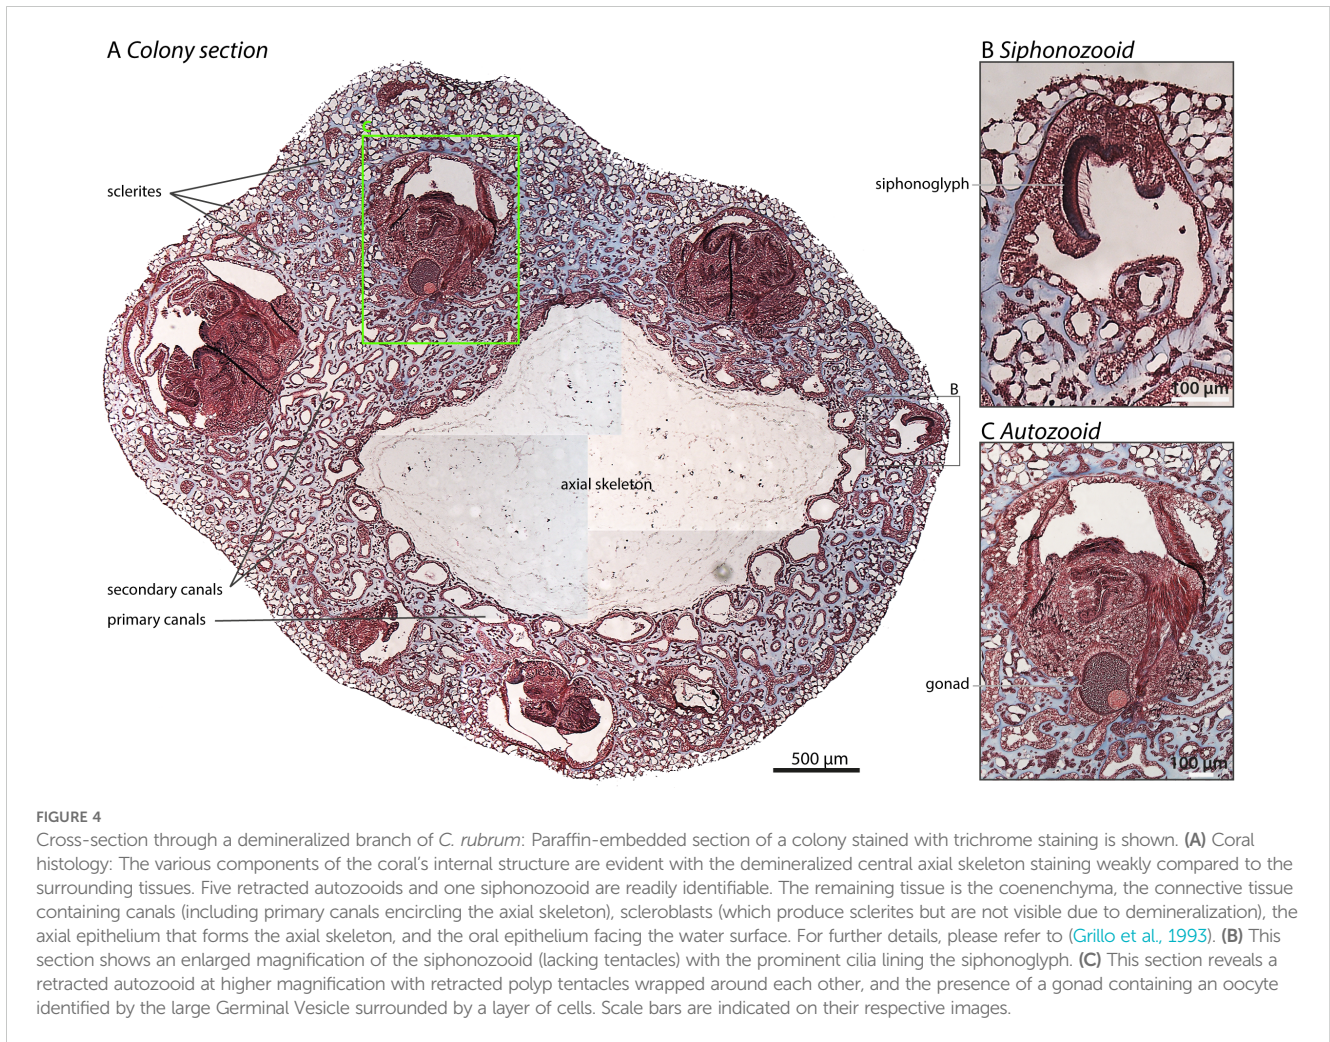 A Colony section
B Siphonozooid
C
sclerites
siphonoglyph
B
100 µm
C Autozooid
axial skeleton
secondary canals
primary canals
gonad
500 µm
100 µm
FIGURE 4
Cross-section through a demineralized branch of C. rubrum: Paraffin-embedded section of a colony stained with trichrome staining is shown. (A) Coral
histology: The various components of the coral's internal structure are evident with the demineralized central axial skeleton staining weakly compared to the
surrounding tissues. Five retracted autozooids and one siphonozooid are readily identifiable. The remaining tissue is the coenenchyma, the connective tissue
containing canals (including primary canals encircling the axial skeleton), scleroblasts (which produce sclerites but are not visible due to demineralization), the
axial epithelium that forms the axial skeleton, and the oral epithelium facing the water surface. For further details, please refer to (Grillo et al., 1993). (B) This
section shows an enlarged magnification of the siphonozooid (lacking tentacles) with the prominent cilia lining the siphonoglyph. (C) This section reveals a
retracted autozooid at higher magnification with retracted polyp tentacles wrapped around each other, and the presence of a gonad containing an oocyte
identified by the large Germinal Vesicle surrounded by a layer of cells. Scale bars are indicated on their respective images.